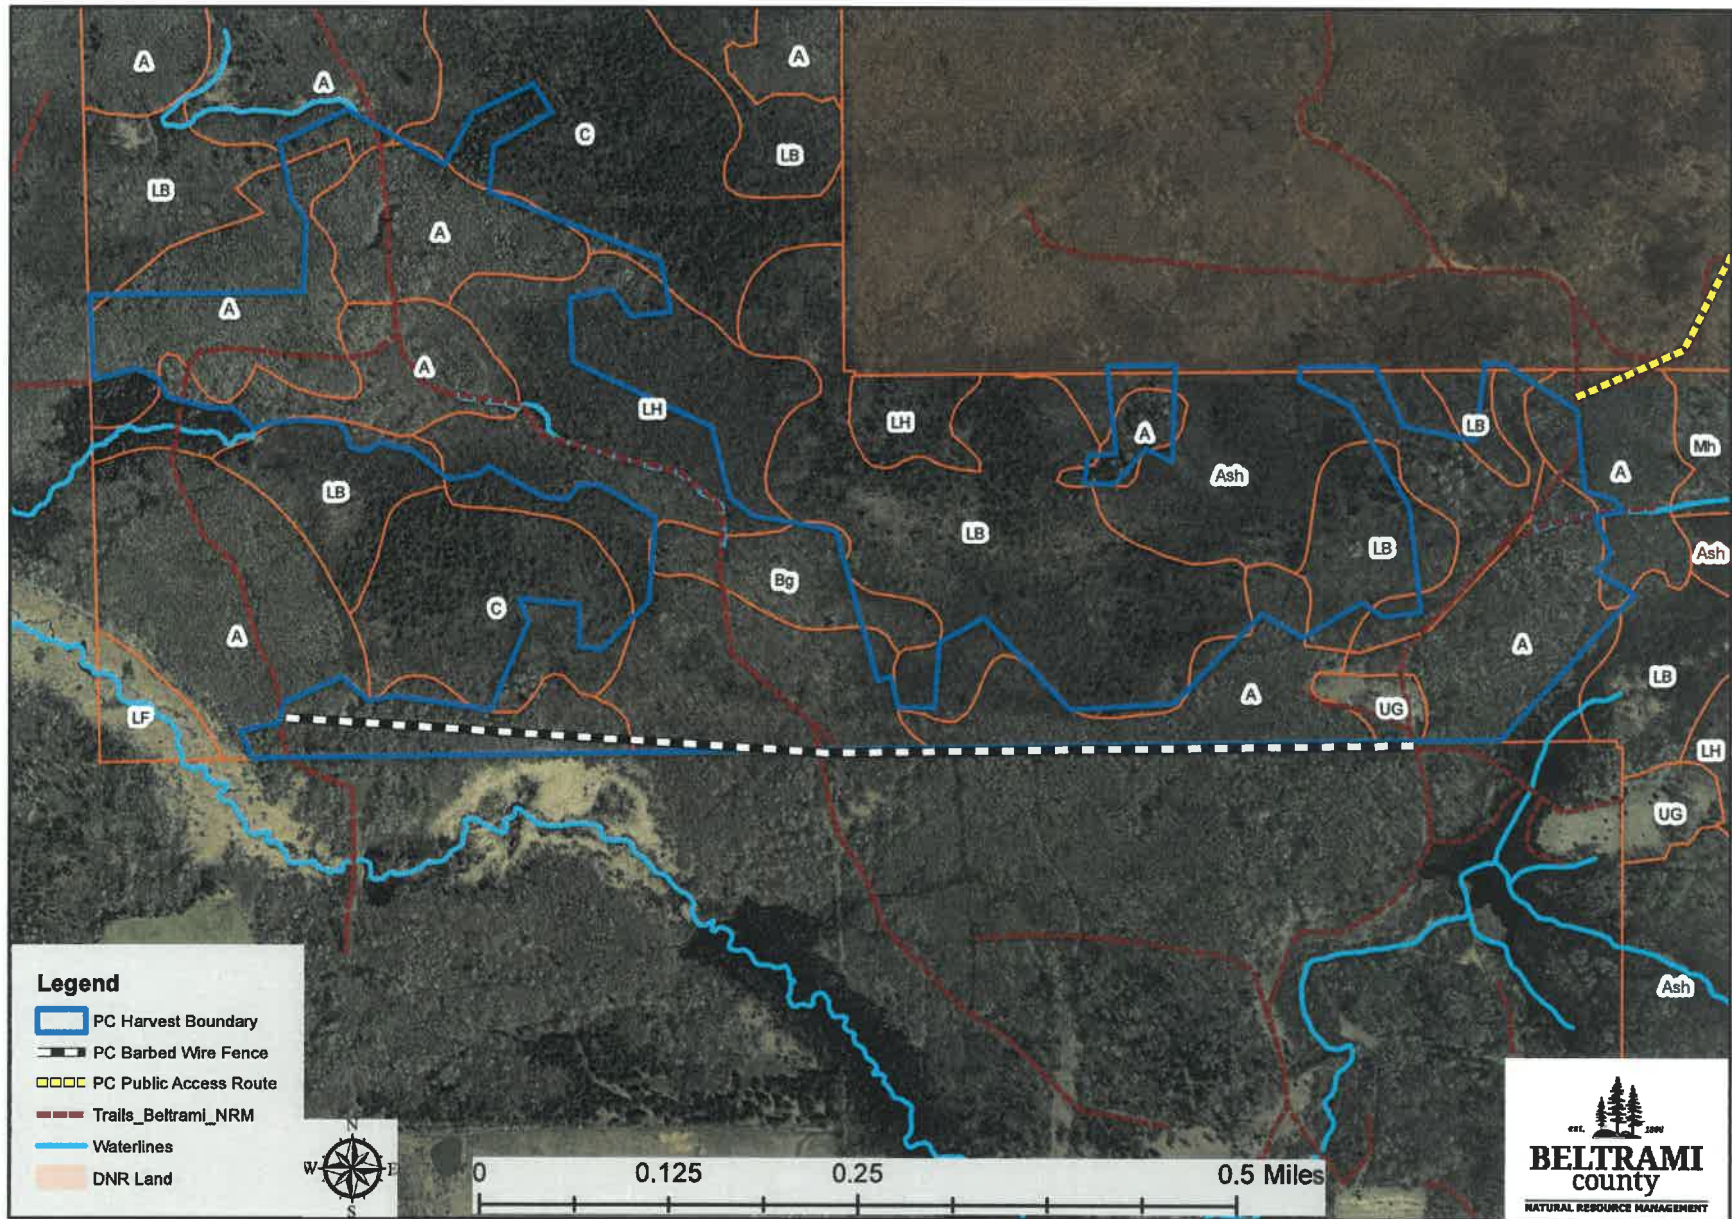 A
A
A
C
LB
LB
A
A
A
LH
LH
A
LB
Mh
A
Ash
LB
LB
LB
Ash
Bg
C
A
A
LB
A
LF
UG
LH
UG
Ash
Legend
PC Harvest Boundary
PC Barbed Wire Fence
PC Public Access Route
Trails_Beltrami_NRM
Waterlines
DNR Land
N
W E
S
0 0.125 0.25 0.5 Miles
est. 1896
BELTRAMI
county
NATURAL RESOURCE MANAGEMENT